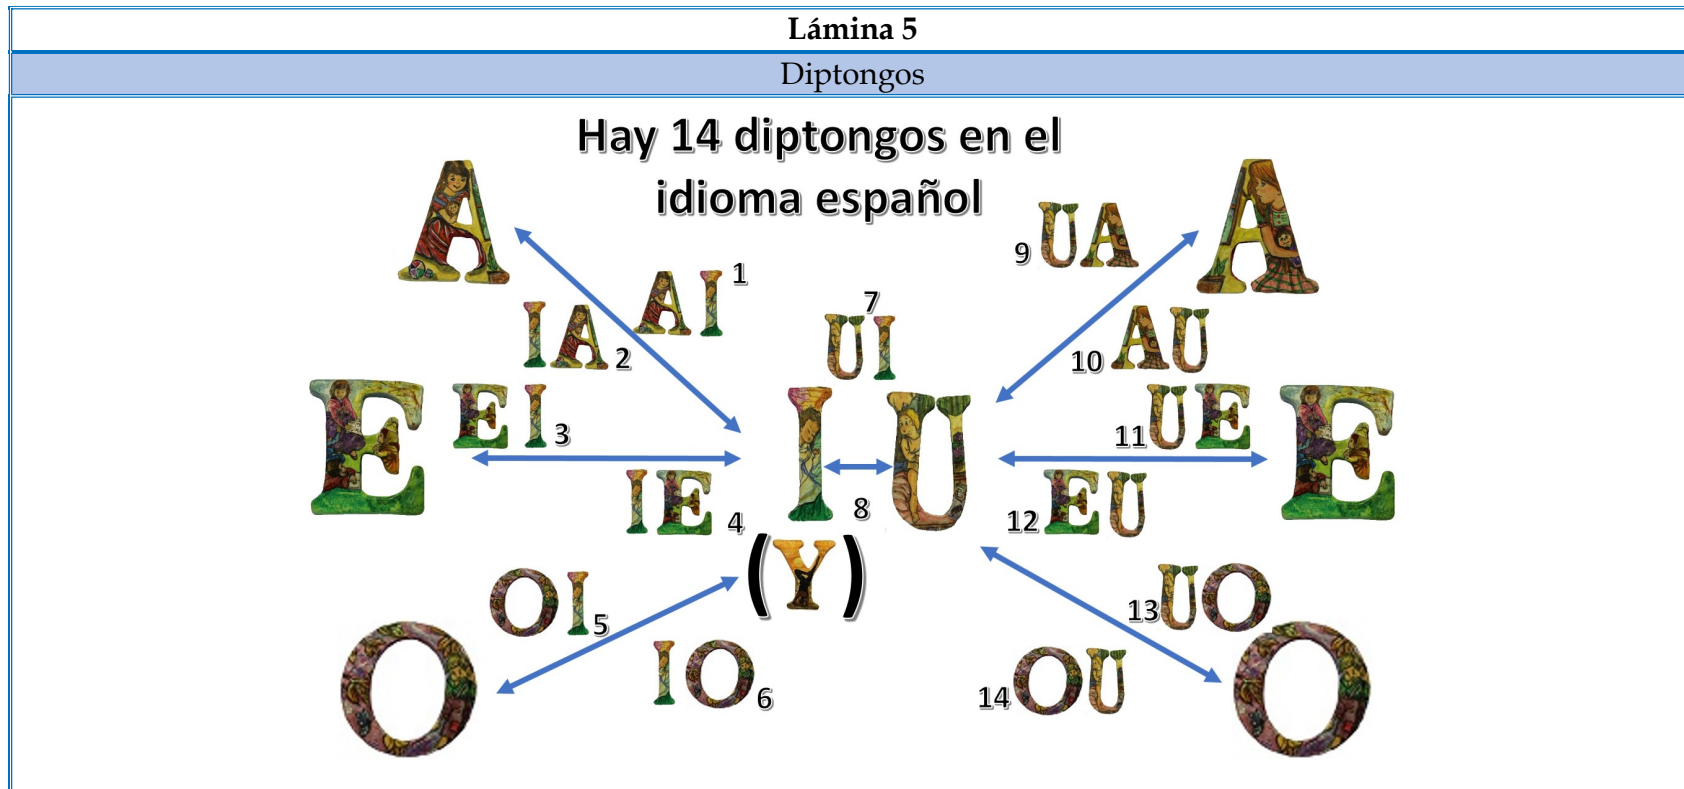 Lámina 5
Diptongos
Hay 14 diptongos en el
idioma español
A
A
9 UA
AI 1
IA 2
7
UI
10 AU
E
EI 3
I U
11 UE
E
IE 4
8
12 EU
(Y)
OI 5
13 UO
O
IO 6
14 OU
O